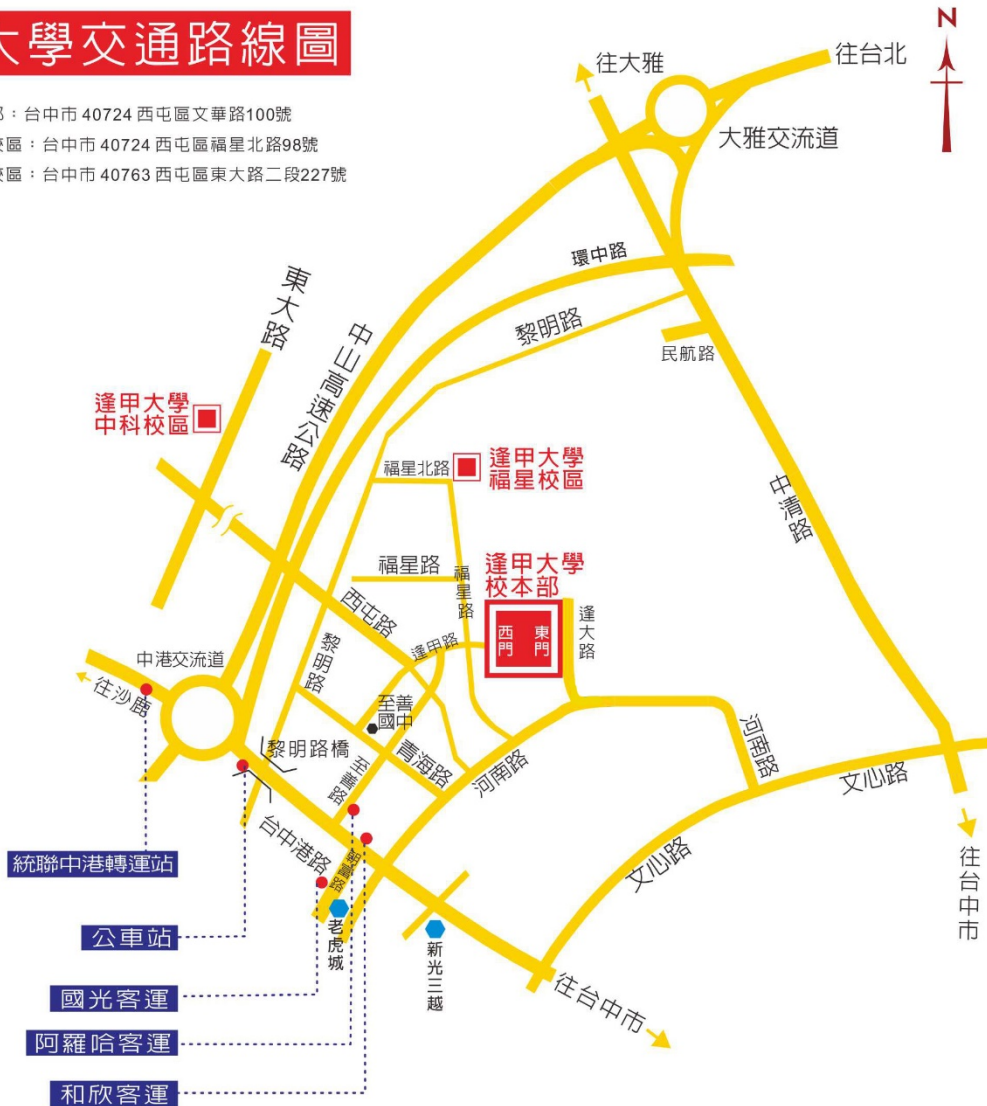 大學交通路線圖
部：台中市 40724 西屯區文華路100號
校區：台中市 40724 西屯區福星北路98號
校區：台中市 40763 西屯區東大路二段227號
N
往大雅
往台北
大雅交流道
環中路
東大路
中山高速公路
黎明路
民航路
逢甲大學
中科校區
福星北路
逢甲大學
福星校區
中清路
福星路
福星路
逢甲大學
校本部
西門
東門
逢大路
西屯路
逢甲路
黎明路
中港交流道
往沙鹿
至善
國中
黎明路橋
青海路
至善路
河南路
河南路
文心路
文心路
台中港路
朝富路
往台中市
統聯中港轉運站
公車站
老虎城
新光三越
國光客運
往台中市
阿羅哈客運
和欣客運